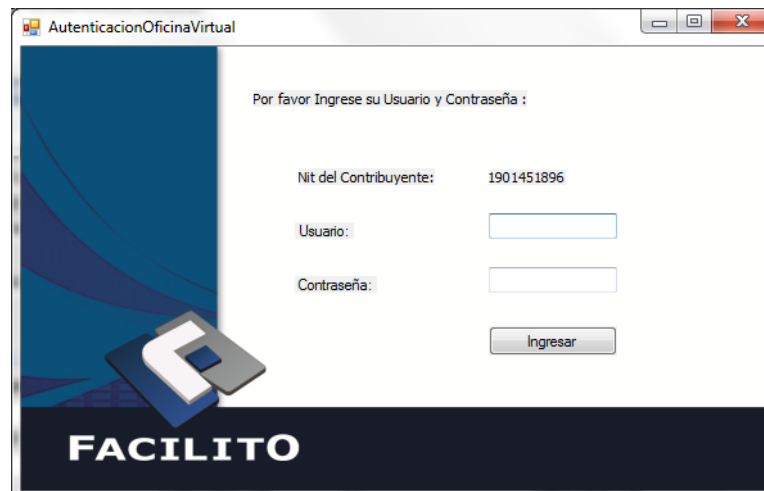 AutenticacionOficinaVirtual
Por favor Ingrese su Usuario y Contraseña :
Nit del Contribuyente: 1901451896
Usuario:
Contraseña:
Ingresar
FACILITO